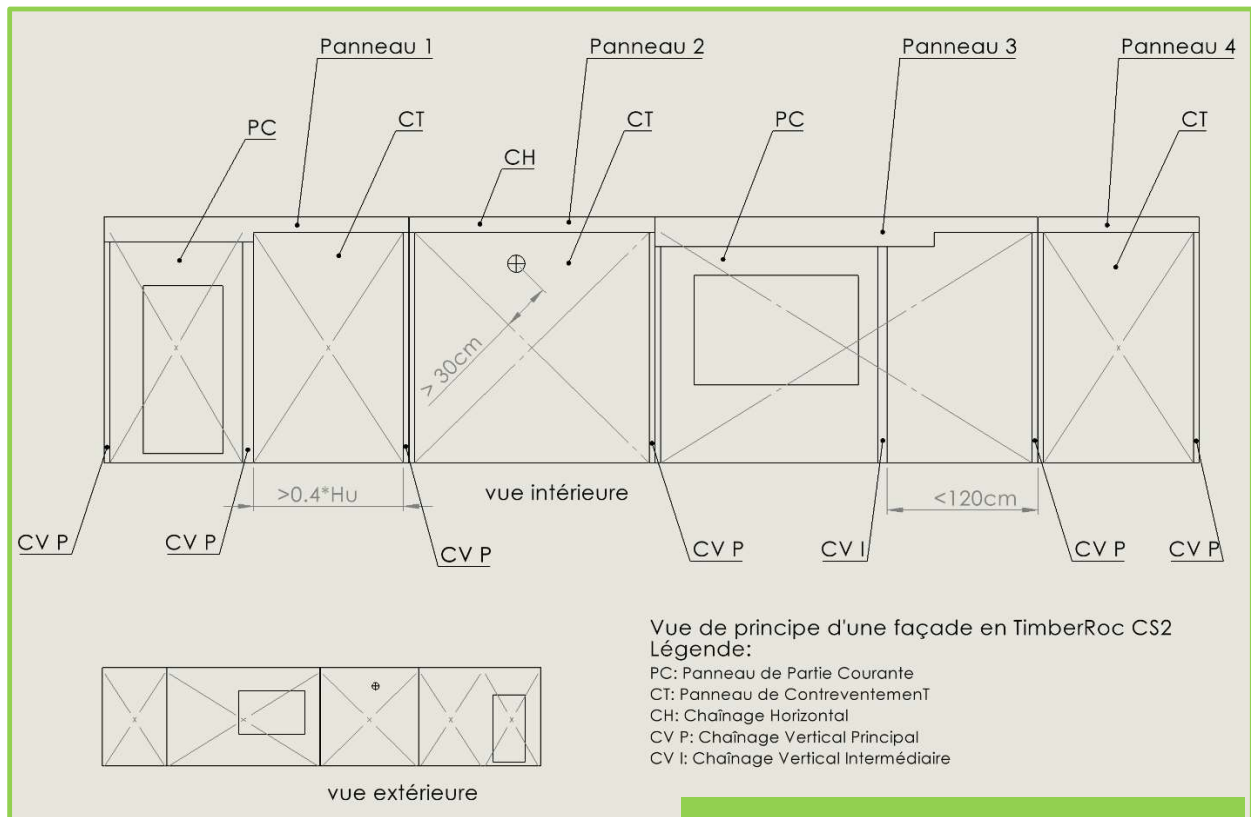 Panneau 1
Panneau 2
Panneau 3
Panneau 4
PC
CT
CH
CT
PC
CT
> 30cm
>0.4*Hu
vue intérieure
<120cm
CV P
CV P
CV P
CV P
CV I
CV P
CV P
Vue de principe d'une façade en TimberRoc CS2
Légende:
PC: Panneau de Partie Courante
CT: Panneau de ContreventemenT
CH: Chaînage Horizontal
CV P: Chaînage Vertical Principal
CV I: Chaînage Vertical Intermédiaire
vue extérieure